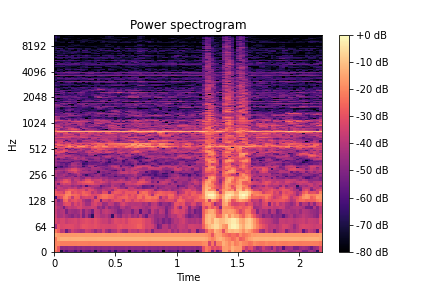 Power spectrogram
Hz
8192
4096
2048
1024
512
256
128
64
0
0
0.5
1
1.5
2
Time
+0 dB
-10 dB
-20 dB
-30 dB
-40 dB
-50 dB
-60 dB
-70 dB
-80 dB